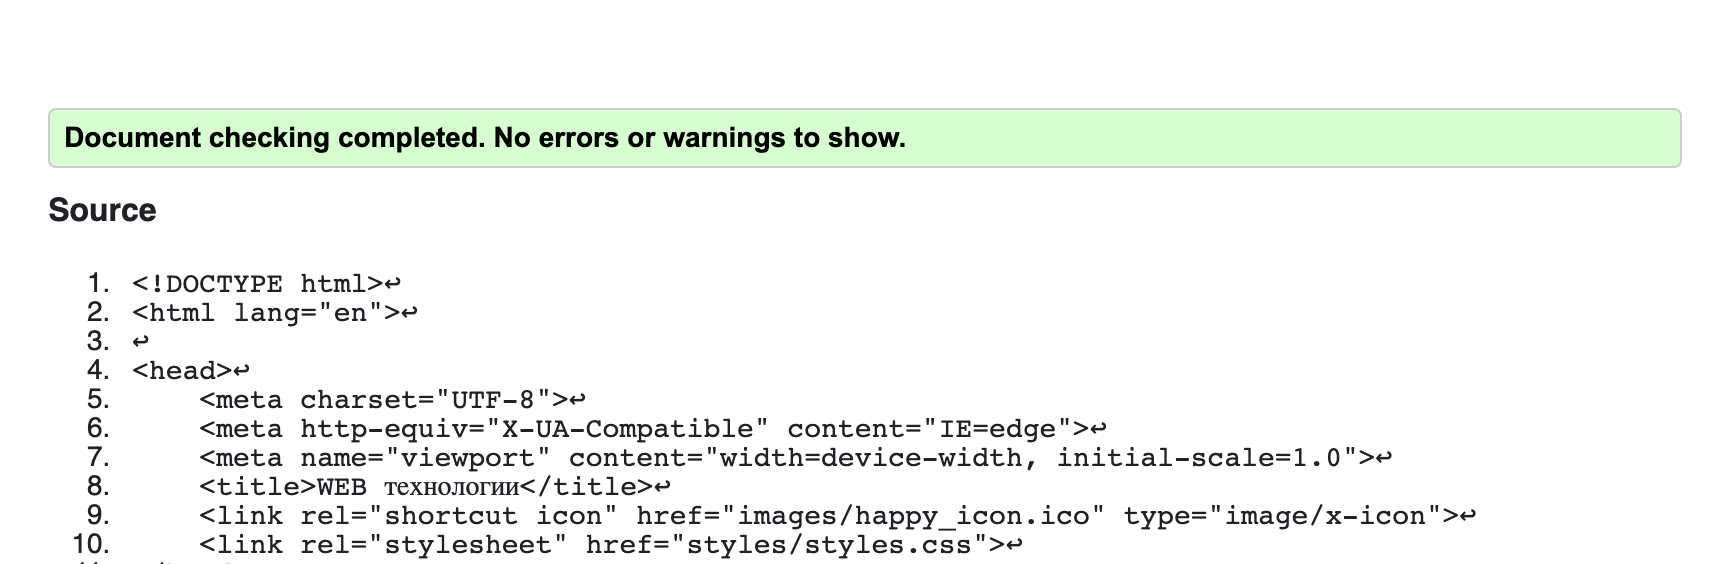 Document checking completed. No errors or warnings to show.
Source
1. <!DOCTYPE html>↩
2. <html lang="en">↩
3. ↩
4. <head>↩
5.     <meta charset="UTF-8">↩
6.     <meta http-equiv="X-UA-Compatible" content="IE=edge">↩
7.     <meta name="viewport" content="width=device-width, initial-scale=1.0">↩
8.     <title>WEB технологии</title>↩
9.     <link rel="shortcut icon" href="images/happy_icon.ico" type="image/x-icon">↩
10.     <link rel="stylesheet" href="styles/styles.css">↩